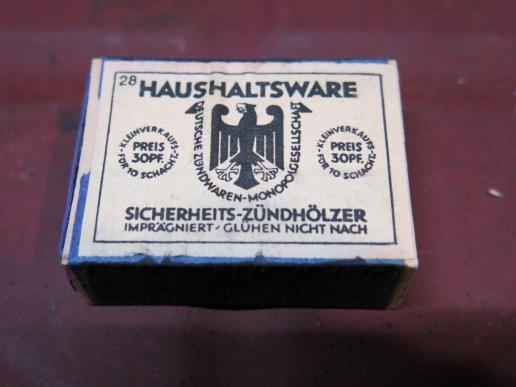 28
HAUSHALTSWARE
KLEINVERKAUFS-
PREIS
30PF.
FÜR 10 SCHACHT.
DEUTSCHE ZÜNDWAREN-MONOPOLGESELLSCHAFT
KLEINVERKAUFS-
PREIS
30PF.
FÜR 10 SCHACHT.
SICHERHEITS-ZÜNDHÖLZER
IMPRÄGNIERT-GLÜHEN NICHT NACH